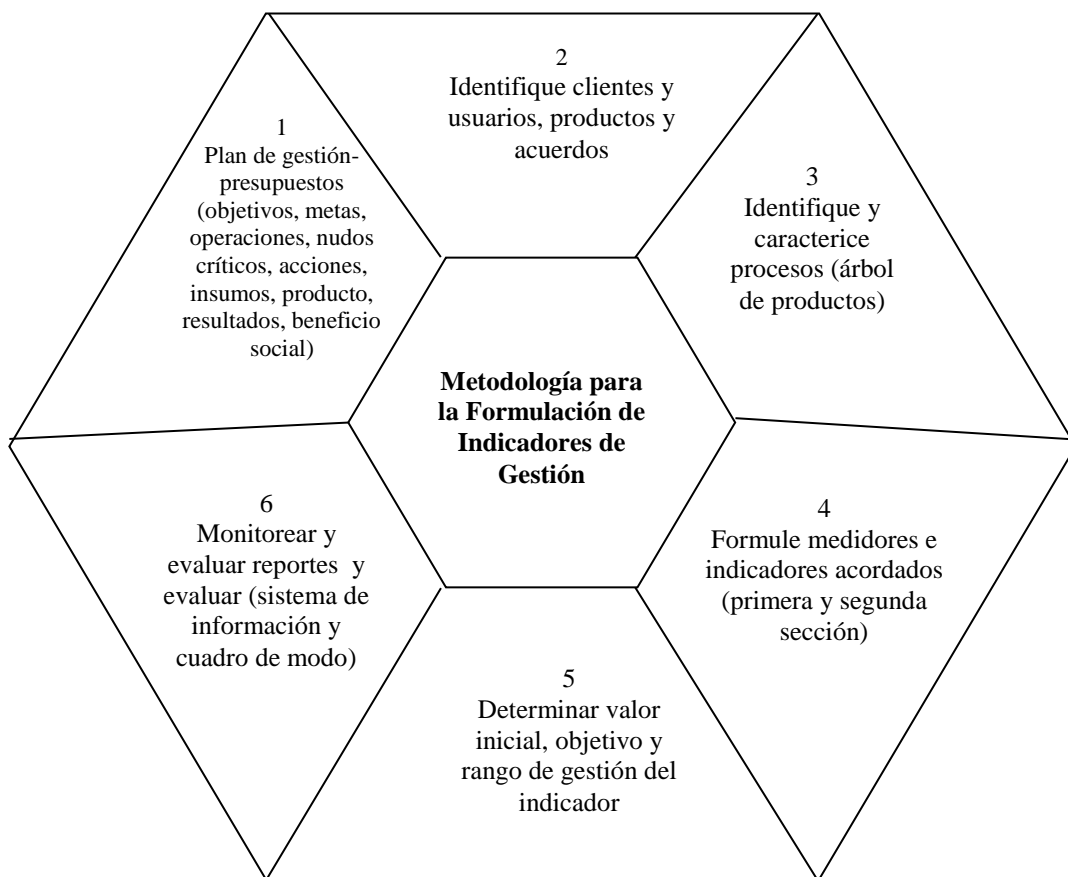 1
Plan de gestión-
presupuestos
(objetivos, metas,
operaciones, nudos
críticos, acciones,
insumos, producto,
resultados, beneficio
social)
2
Identifique clientes y
usuarios, productos y
acuerdos
3
Identifique y
caracterice
procesos (árbol
de productos)
Metodología para
la Formulación de
Indicadores de
Gestión
4
Formule medidores e
indicadores acordados
(primera y segunda
sección)
5
Determinar valor
inicial, objetivo y
rango de gestión del
indicador
6
Monitorear y
evaluar reportes y
evaluar (sistema de
información y
cuadro de modo)